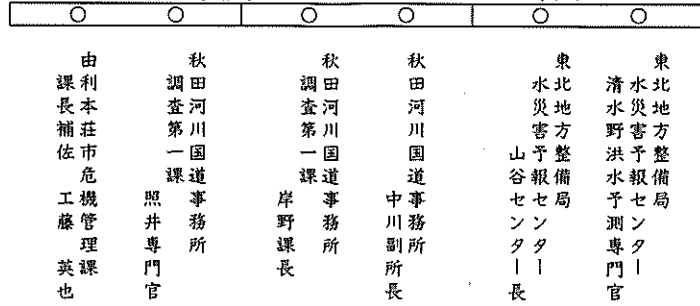 東北地方整備局
水災害予報センター
清水野洪水予測専門官
東北地方整備局
水災害予報センター
山谷センター長
秋田河川国道事務所
中川副所長
秋田河川国道事務所
調査第一課
岸野課長
秋田河川国道事務所
調査第一課
照井専門官
由利本荘市危機管理課
課長補佐 工藤 英也